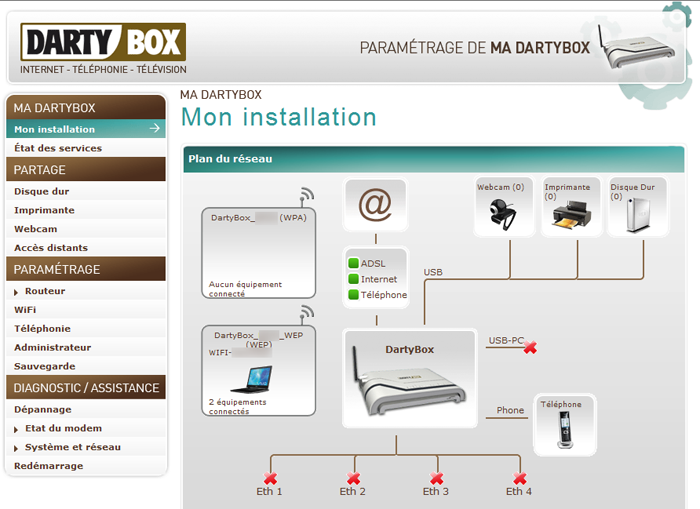 DARTY BOX
INTERNET - TÉLÉPHONIE - TÉLÉVISION
PARAMÉTRAGE DE MA DARTYBOX
MA DARTYBOX
Mon installation
État des services
PARTAGE
Disque dur
Imprimante
Webcam
Accès distants
PARAMÉTRAGE
Routeur
WiFi
Téléphonie
Administrateur
Sauvegarde
DIAGNOSTIC / ASSISTANCE
Dépannage
Etat du modem
Système et réseau
Redémarrage
MA DARTYBOX
Mon installation
Plan du réseau
DartyBox_ (WPA)
Aucun équipement
connecté
DartyBox_ _WEP
(WEP)
WIFI-
2 équipements
connectés
@
ADSL
Internet
Téléphone
Webcam (0)
Imprimante
(0)
Disque Dur
(0)
USB
DartyBox
USB-PC
Phone
Téléphone
Eth 1
Eth 2
Eth 3
Eth 4